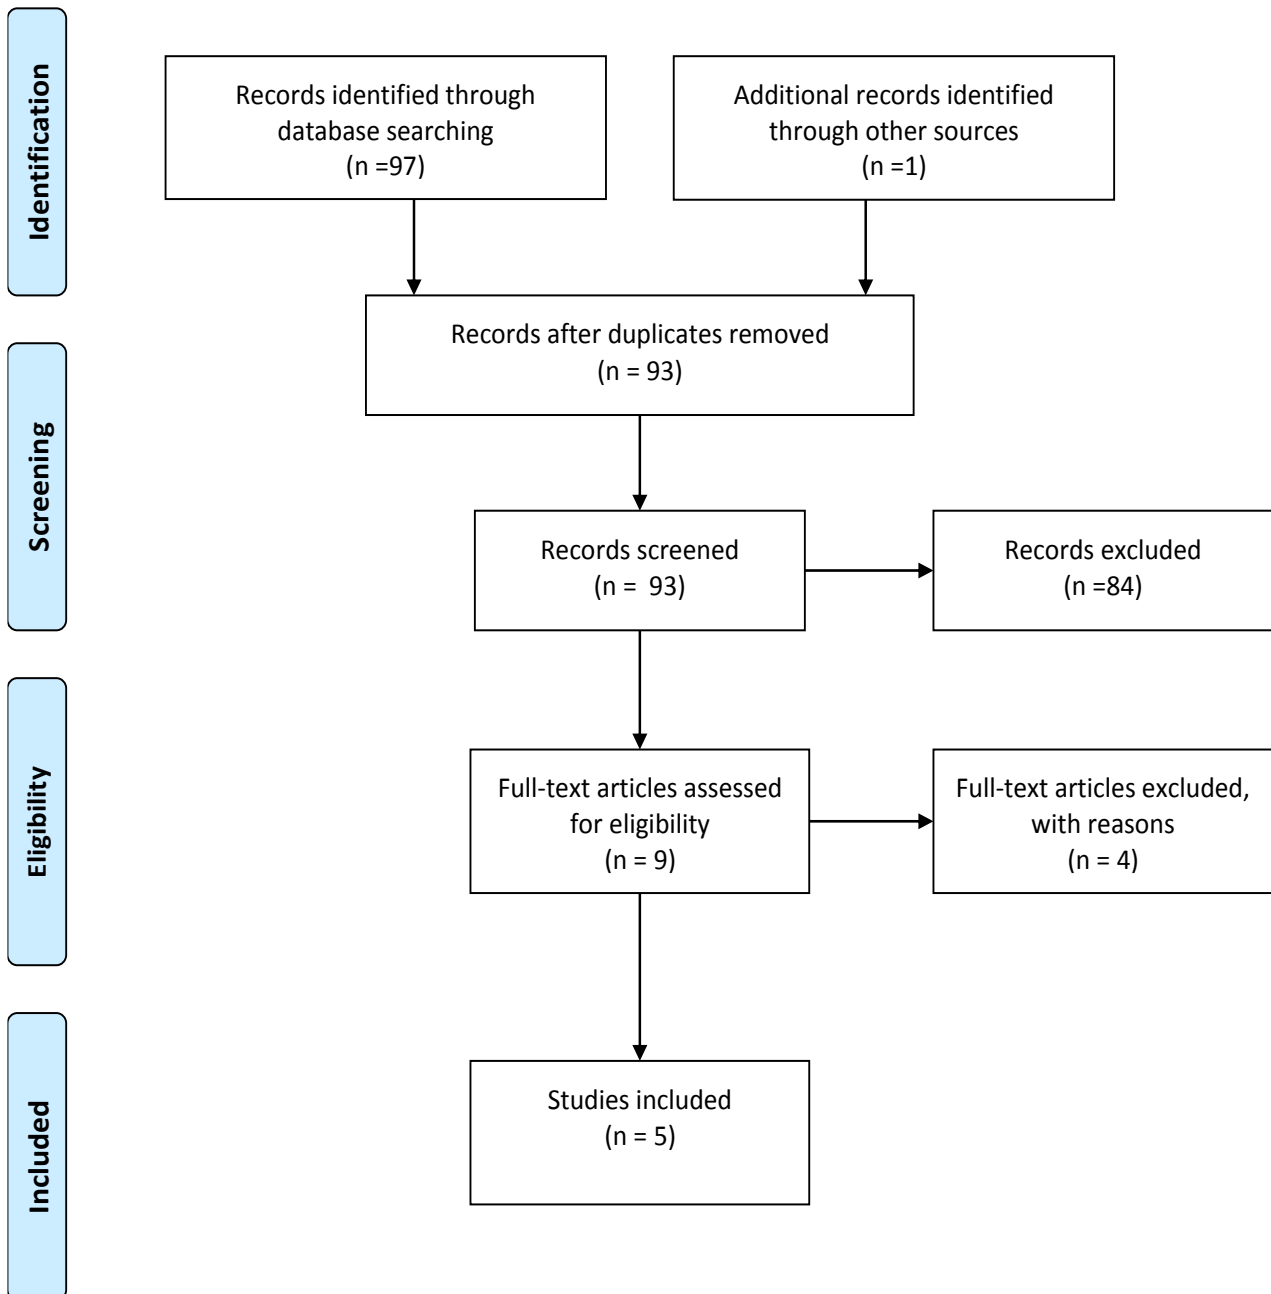 Identification
Records identified through
database searching
(n =97)
Additional records identified
through other sources
(n =1)
Records after duplicates removed
(n = 93)
Screening
Records screened
(n =  93)
Records excluded
(n =84)
Eligibility
Full-text articles assessed
for eligibility
(n = 9)
Full-text articles excluded,
with reasons
(n = 4)
Included
Studies included
(n = 5)